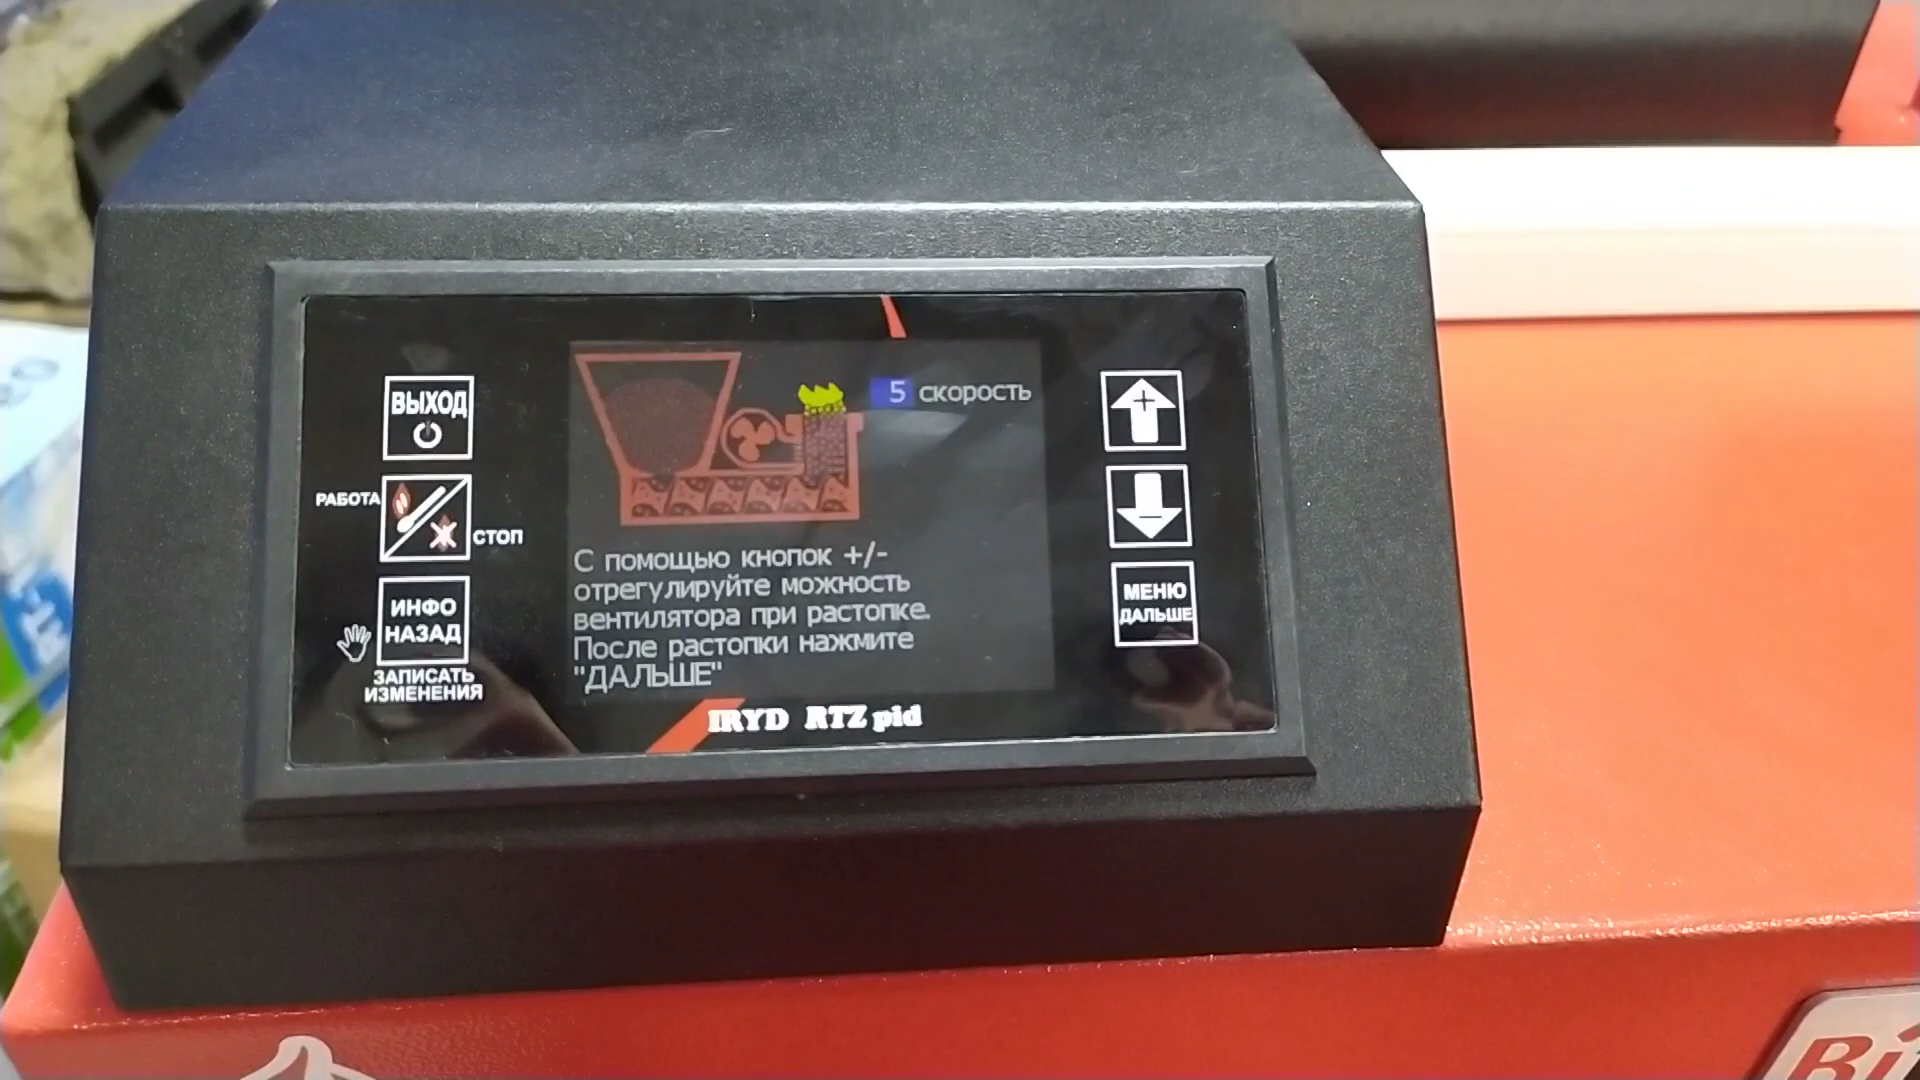 ВЫХОД
РАБОТА
СТОП
ИНФО
НАЗАД
ЗАПИСАТЬ
ИЗМЕНЕНИЯ
5 скорость
С помощью кнопок +/-
отрегулируйте можность
вентилятора при растопке.
После растопки нажмите
"ДАЛЬШЕ"
IRYD RTZ pid
+
МЕНЮ
ДАЛЬШЕ